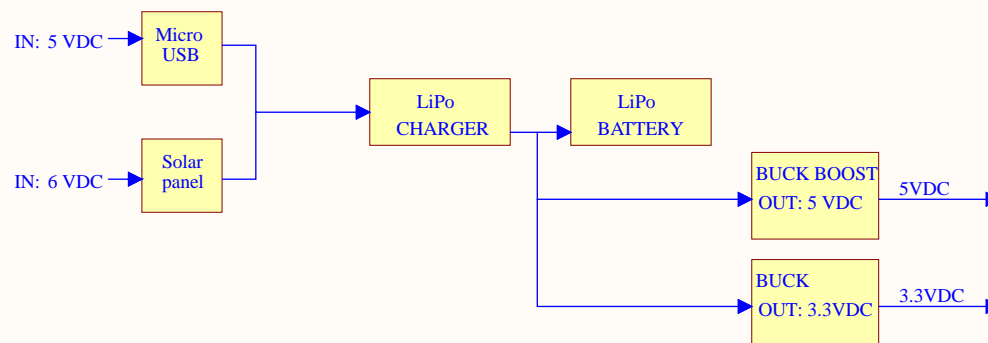 IN: 5 VDC
Micro
USB
LiPo
CHARGER
LiPo
BATTERY
IN: 6 VDC
Solar
panel
BUCK BOOST
OUT: 5 VDC
5VDC
BUCK
OUT: 3.3VDC
3.3VDC